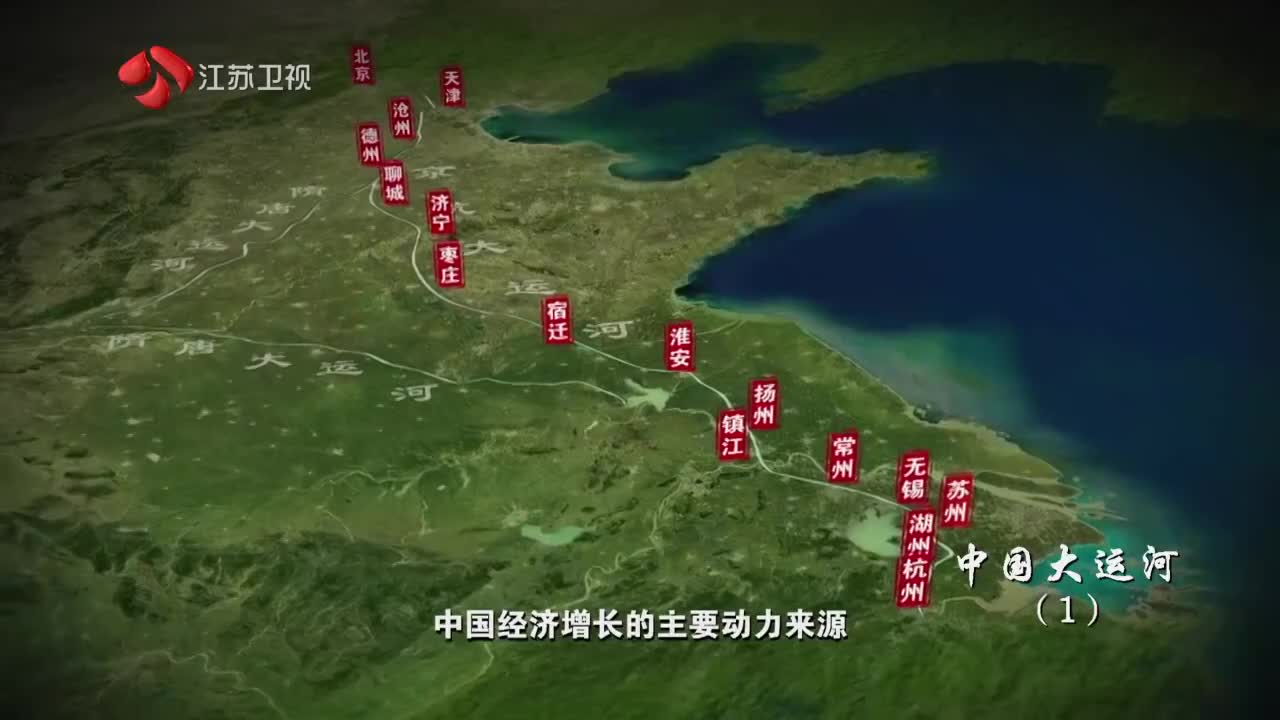 江苏卫视
北京
天津
沧州
德州
聊城
济宁
枣庄
宿迁
淮安
扬州
镇江
常州
无锡
苏州
湖州
杭州
京杭大运河
隋唐大运河
隋唐大运河
中国大运河
(1)
中国经济增长的主要动力来源